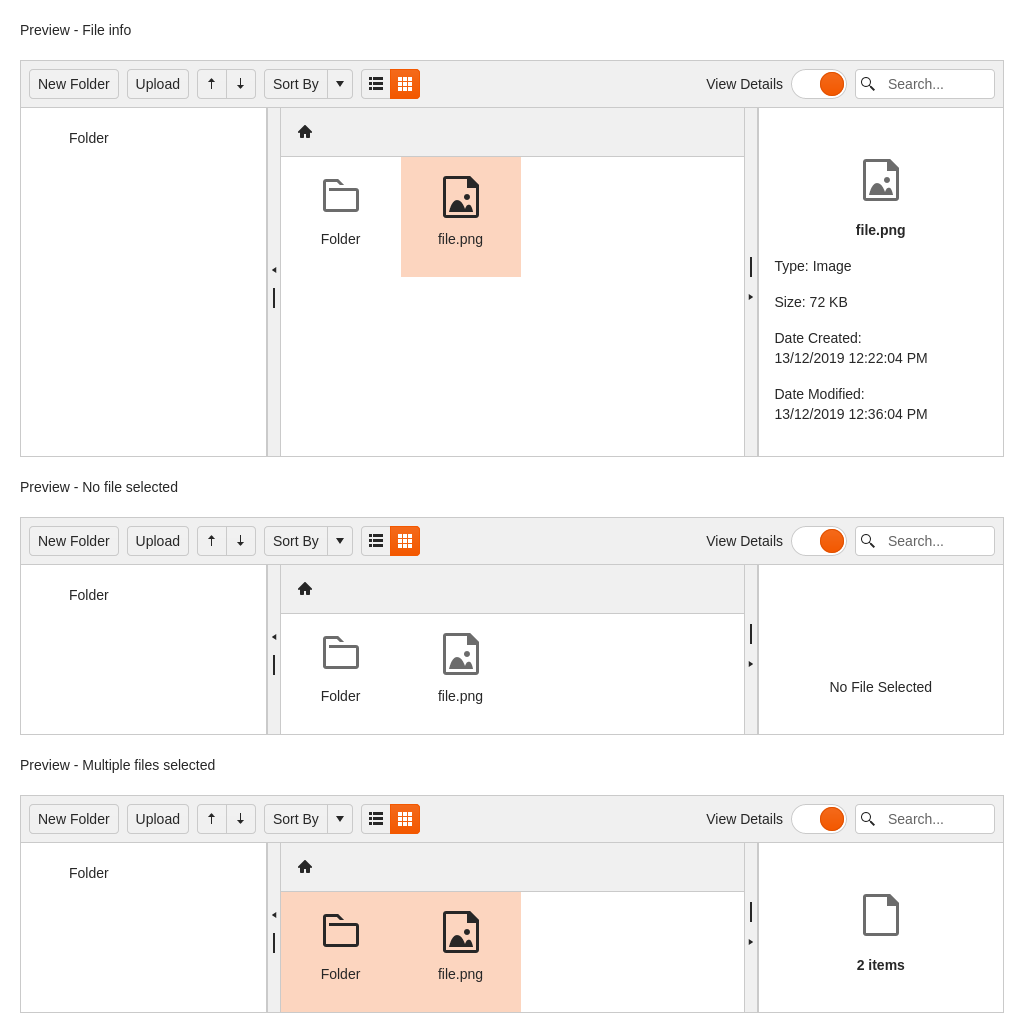 Preview - File info
New Folder Upload Sort By View Details Search...
Folder
Folder file.png
file.png
Type: Image
Size: 72 KB
Date Created:
13/12/2019 12:22:04 PM
Date Modified:
13/12/2019 12:36:04 PM
Preview - No file selected
New Folder Upload Sort By View Details Search...
Folder
Folder file.png
No File Selected
Preview - Multiple files selected
New Folder Upload Sort By View Details Search...
Folder
Folder file.png
2 items